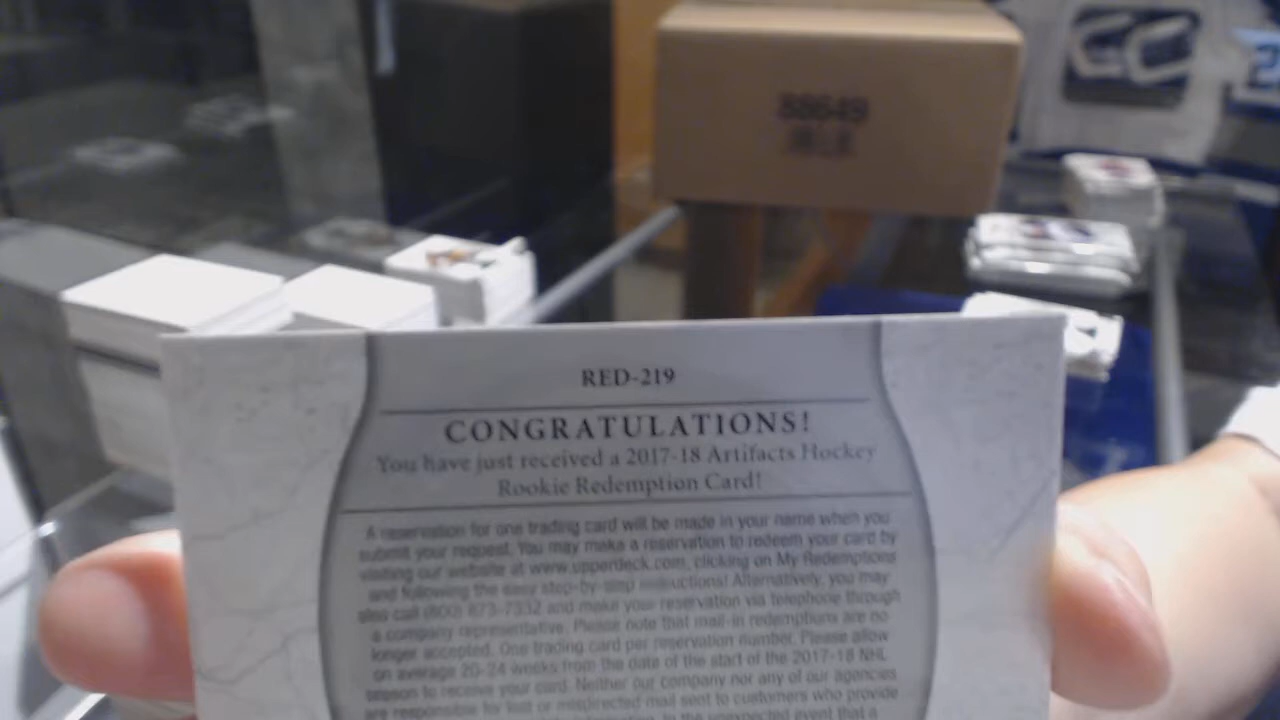 88649
RED-219
CONGRATULATIONS!
You have just received a 2017-18 Artifacts Hockey
Rookie Redemption Card!
A reservation for one trading card will be made in your name when you
submit your request. You may make a reservation to redeem your card by
visiting our website at www.upperdeck.com, clicking on My Redemptions
and following the easy step-by-step instructions! Alternatively, you may
also call (800) 873-7332 and make your reservation via telephone through
a company representative. Please note that mail-in redemptions are no
longer accepted. One trading card per reservation number. Please allow
on average 20-24 weeks from the date of the start of the 2017-18 NHL
season to receive your card. Neither our company nor any of our agencies
are responsible for lost or misdirected mail sent to customers who provide
in the unexpected event that a